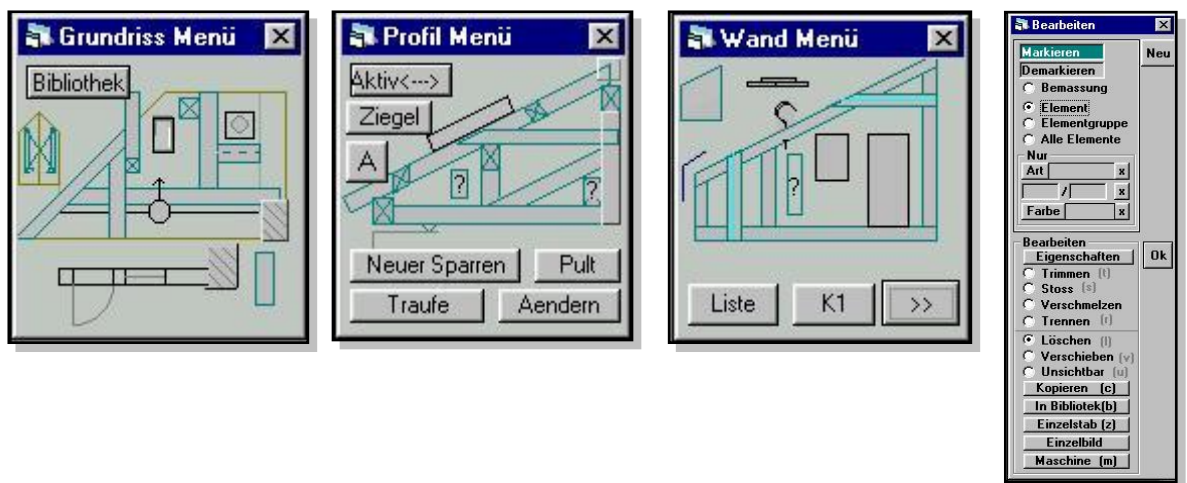 Grundriss Menü
Bibliothek
Profil Menü
Aktiv<--->
Ziegel
A
?
?
Neuer Sparren
Pult
Traufe
Aendern
Wand Menü
?
Liste
K1
>>
Bearbeiten
Markieren
Neu
Demarkieren
Bemassung
Element
Elementgruppe
Alle Elemente
Nur
Art x
/ x
Farbe x
Bearbeiten
Eigenschaften
Ok
Trimmen (t)
Stoss (s)
Verschmelzen
Trennen (r)
Löschen (l)
Verschieben (v)
Unsichtbar (u)
Kopieren (c)
In Bibliotek(b)
Einzelstab (z)
Einzelbild
Maschine (m)